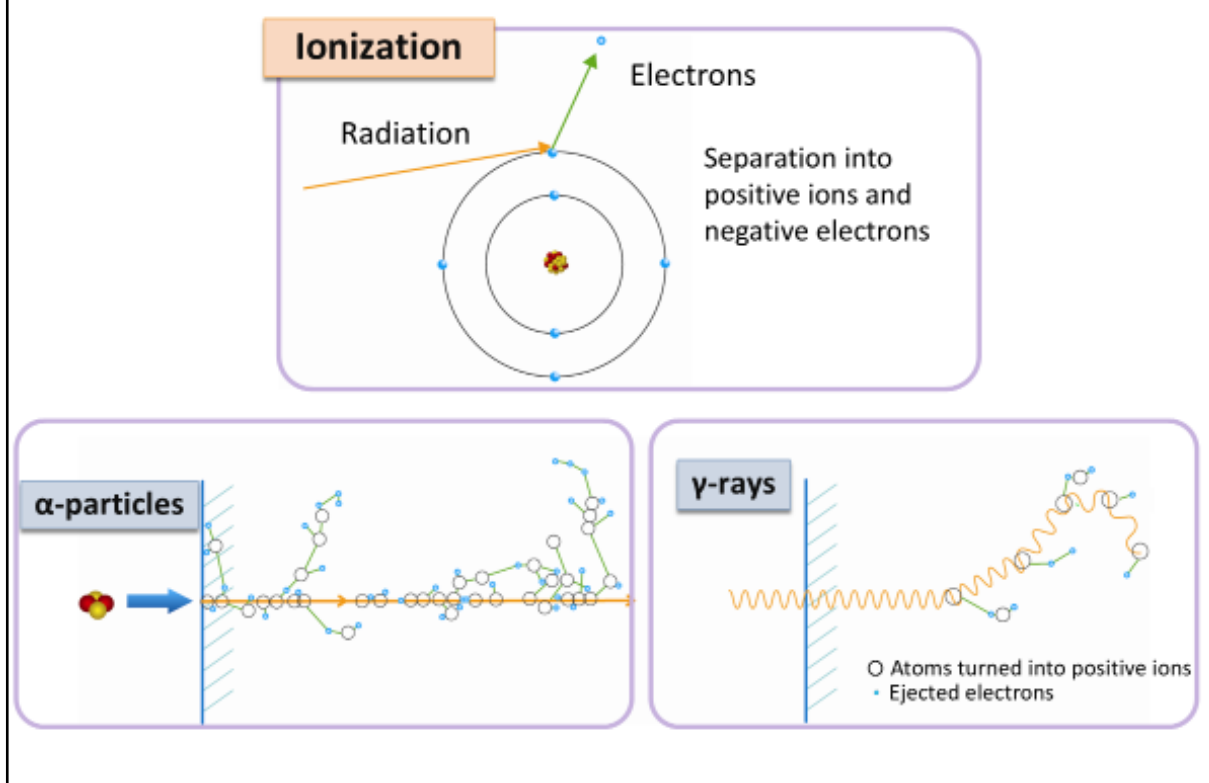 Ionization
Electrons
Radiation
Separation into
positive ions and
negative electrons
α-particles
γ-rays
Atoms turned into positive ions
Ejected electrons